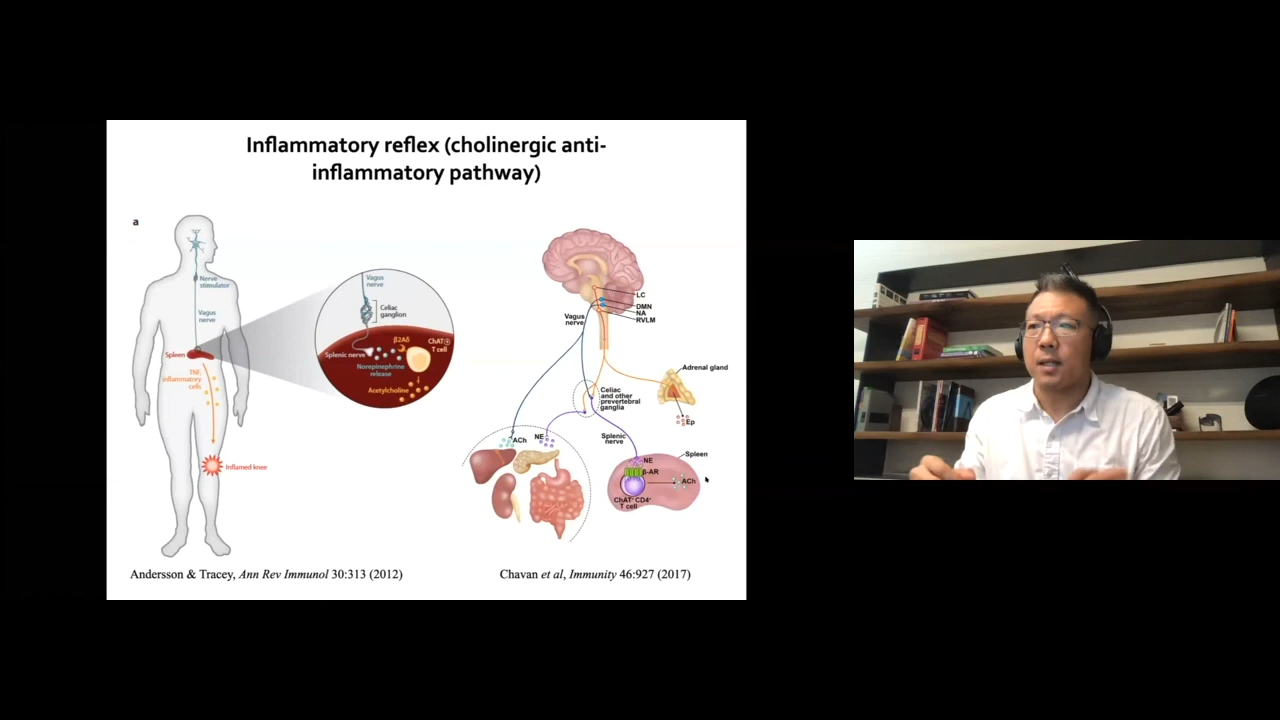 Inflammatory reflex (cholinergic anti-
inflammatory pathway)
a
Nerve
stimulator
Vagus
nerve
Spleen
TNF,
inflammatory
cells
Inflamed knee
Vagus
nerve
Celiac
ganglion
β2Ad
ChAT+
T cell
Splenic nerve
Norepinephrine
release
Acetylcholine
LC
DMN
NA
RVLM
Vagus
nerve
Adrenal gland
Celiac
and other
prevertebral
ganglia
Ep
ACh
NE
Splenic
nerve
Spleen
NE
β-AR
ACh
ChAT+ CD4+
T cell
Andersson & Tracey, Ann Rev Immunol 30:313 (2012)
Chavan et al, Immunity 46:927 (2017)